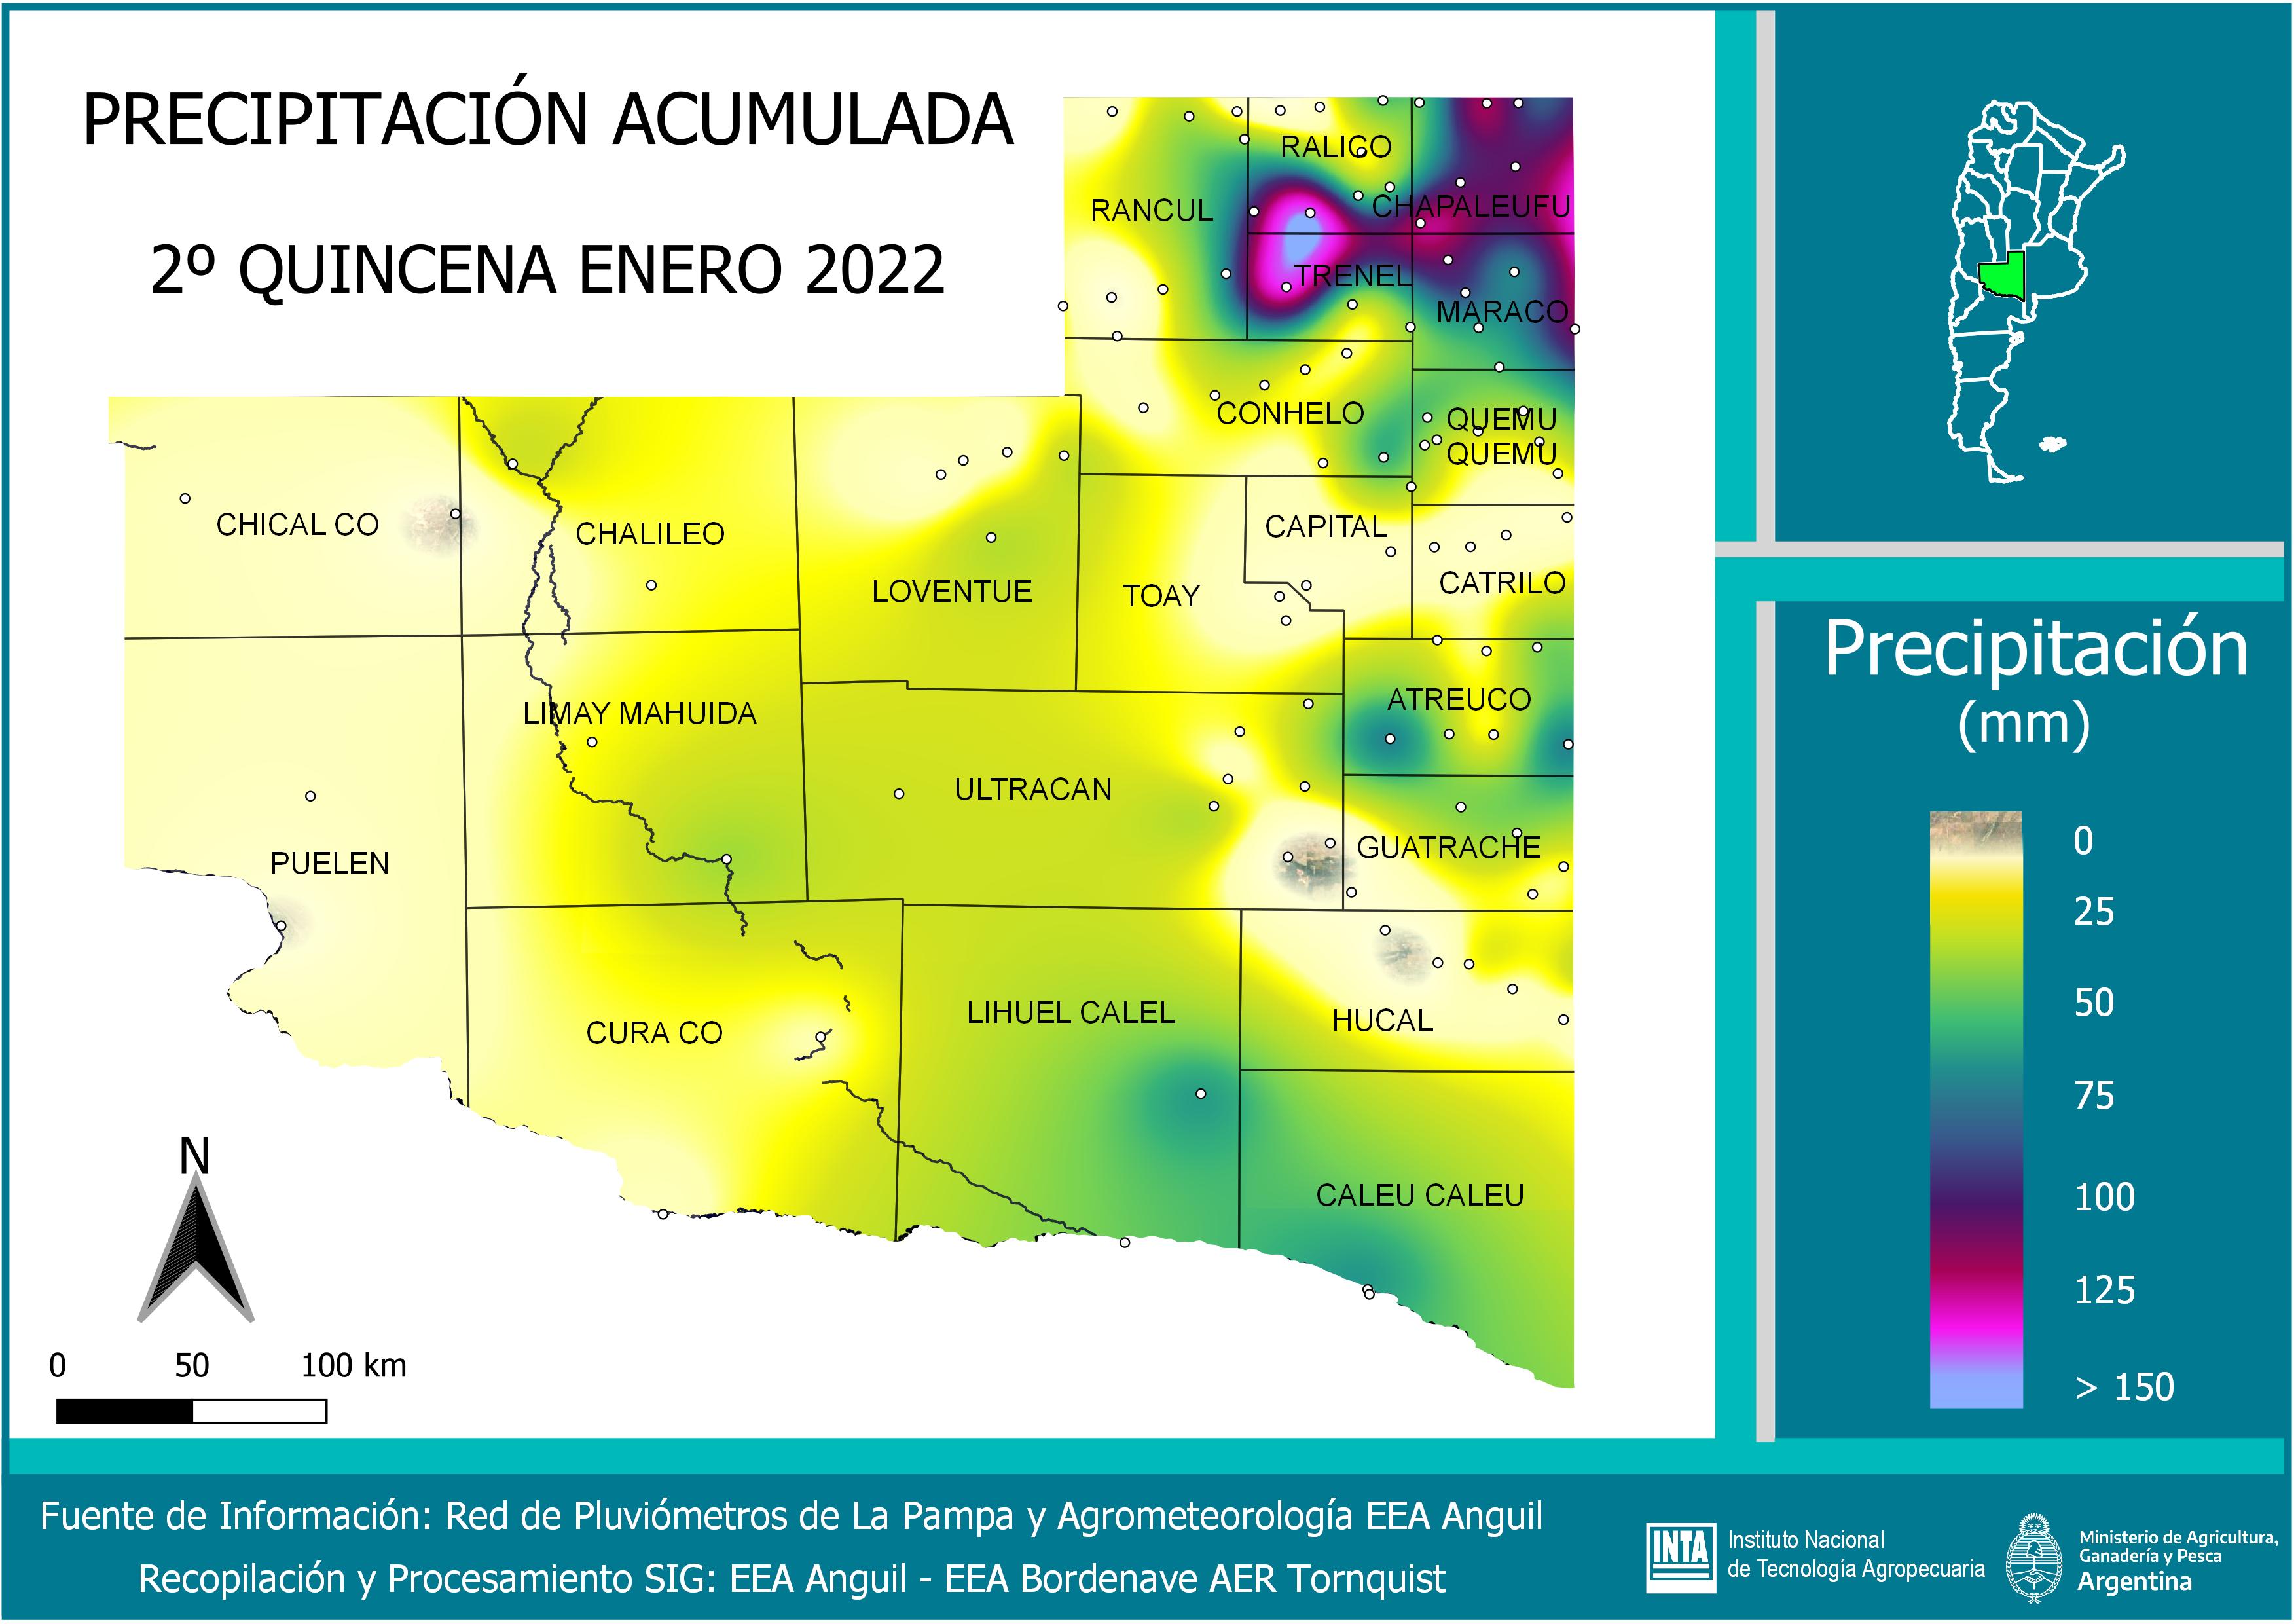 PRECIPITACIÓN ACUMULADA
2º QUINCENA ENERO 2022
RALICO
RANCUL
CHAPALEUFU
TRENEL
MARACO
CONHELO
QUEMU
QUEMU
CHICAL CO
CHALILEO
CAPITAL
LOVENTUE
TOAY
CATRILO
LIMAY MAHUIDA
ATREUCO
ULTRACAN
PUELEN
GUATRACHE
CURA CO
LIHUEL CALEL
HUCAL
CALEU CALEU
N
0 50 100 km
Precipitación
(mm)
0
25
50
75
100
125
> 150
Fuente de Información: Red de Pluviómetros de La Pampa y Agrometeorología EEA Anguil
Recopilación y Procesamiento SIG: EEA Anguil - EEA Bordenave AER Tornquist
INTA
Instituto Nacional
de Tecnología Agropecuaria
Ministerio de Agricultura,
Ganadería y Pesca
Argentina